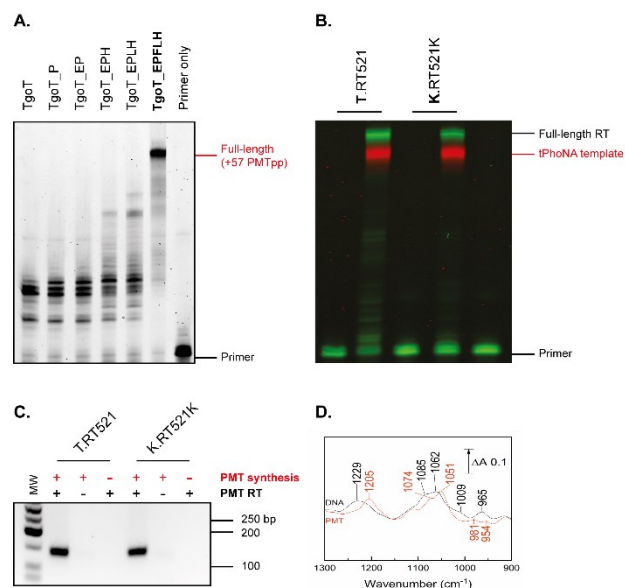 A.
TgoT
TgoT_P
TgoT_EP
TgoT_EPH
TgoT_EPLH
TgoT_EPFLH
Primer only
Full-length
(+57 PMTpp)
Primer
B.
T.RT521
K.RT521K
Full-length RT
tPhoNA template
Primer
C.
T.RT521
K.RT521K
MW
+ + – + + – PMT synthesis
+ - + + - + PMT RT
250 bp
200
100
D.
ΔA 0.1
DNA
PMT
1229
1205
1074
1085
1062
1051
1009
981
965
954
1300 1200 1100 1000 900
Wavenumber (cm-1)